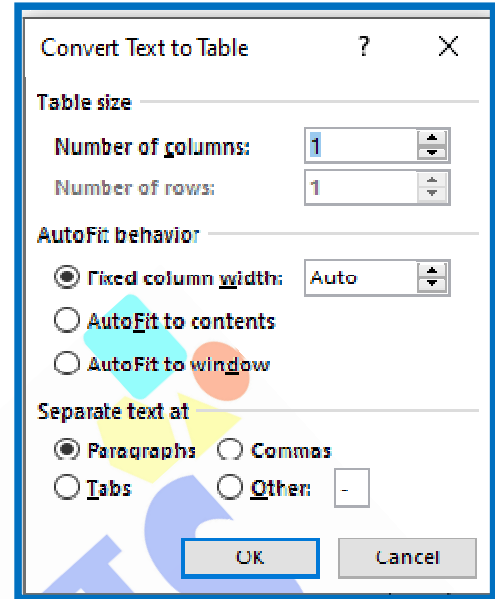 Convert Text to Table ? ×
Table size
Number of columns: 1
Number of rows: 1
AutoFit behavior
Fixed column width: Auto
AutoFit to contents
AutoFit to window
Separate text at
Paragraphs Commas
Tabs Other: -
OK Cancel